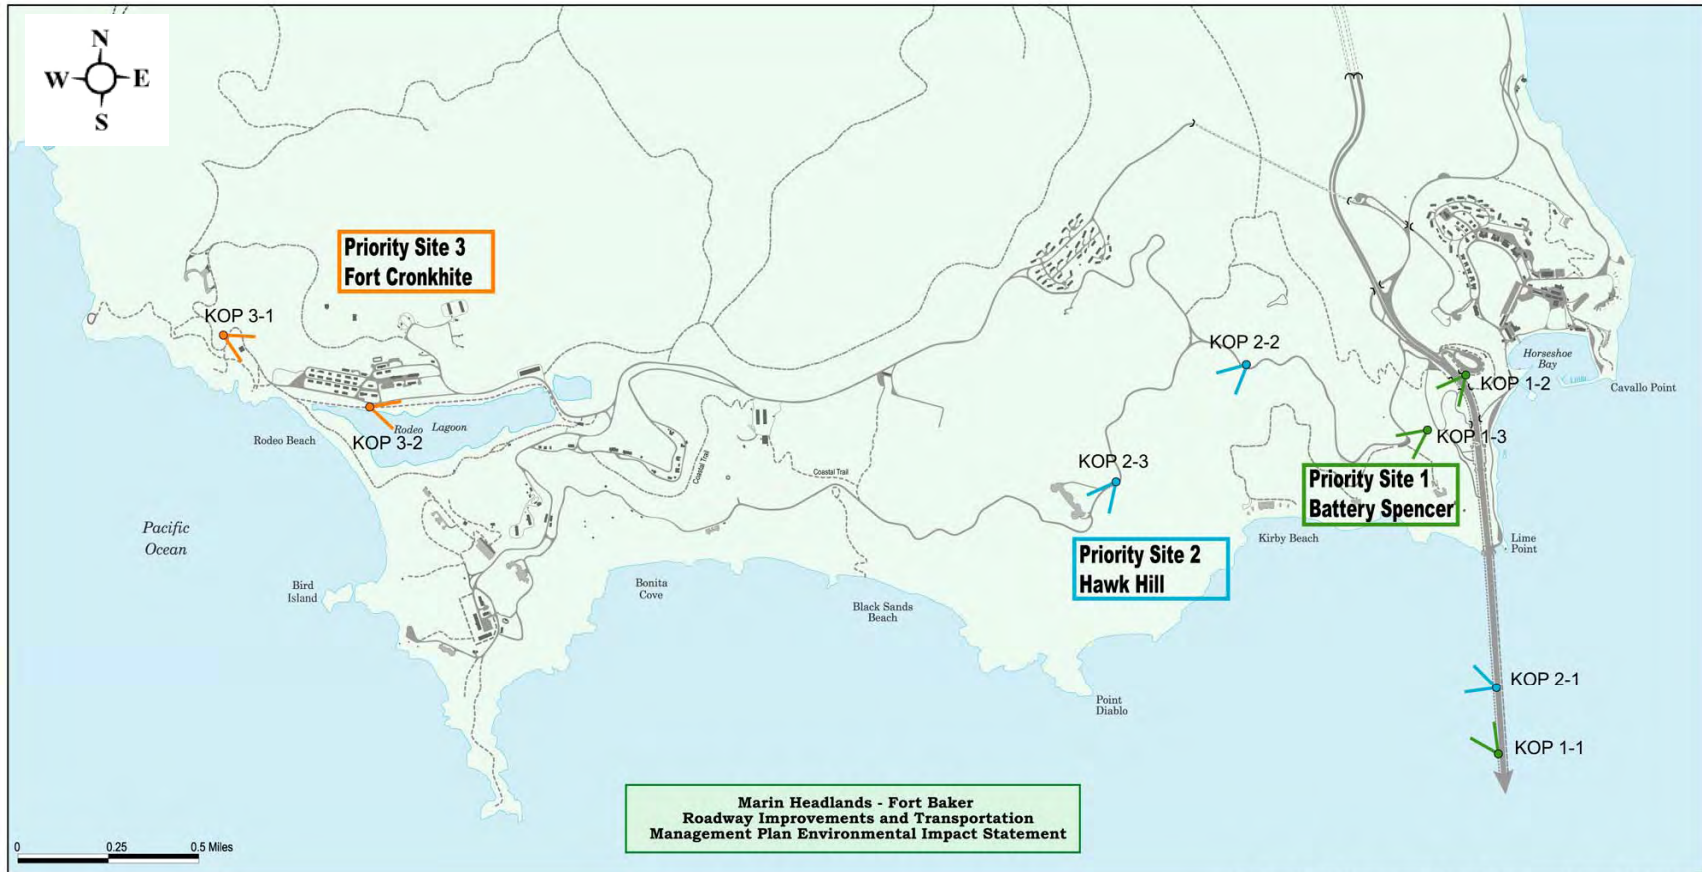 N
W E
S
Priority Site 3
Fort Cronkhite
KOP 3-1
KOP 2-2
Horseshoe
Bay
KOP 1-2
Cavallo Point
KOP 3-2
Rodeo Lagoon
Rodeo Beach
KOP 1-3
Coastal Trail
Coastal Trail
KOP 2-3
Priority Site 1
Battery Spencer
Pacific
Ocean
Kirby Beach
Lime
Point
Priority Site 2
Hawk Hill
Bird
Island
Bonita
Cove
Black Sands
Beach
KOP 2-1
Point
Diablo
KOP 1-1
Marin Headlands - Fort Baker
Roadway Improvements and Transportation
Management Plan Environmental Impact Statement
0 0.25 0.5 Miles